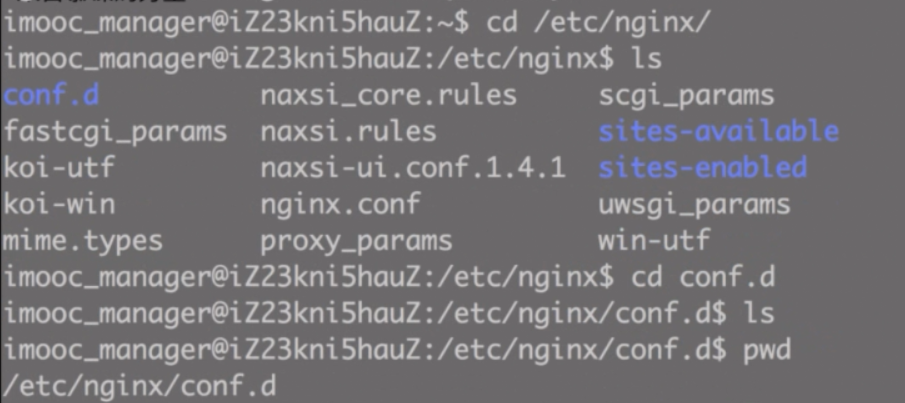 imooc_manager@iZ23kni5hauZ:~$ cd /etc/nginx/
imooc_manager@iZ23kni5hauZ:/etc/nginx$ ls
conf.d naxsi_core.rules scgi_params
fastcgi_params naxsi.rules sites-available
koi-utf naxsi-ui.conf.1.4.1 sites-enabled
koi-win nginx.conf uwsgi_params
mime.types proxy_params win-utf
imooc_manager@iZ23kni5hauZ:/etc/nginx$ cd conf.d
imooc_manager@iZ23kni5hauZ:/etc/nginx/conf.d$ ls
imooc_manager@iZ23kni5hauZ:/etc/nginx/conf.d$ pwd
/etc/nginx/conf.d